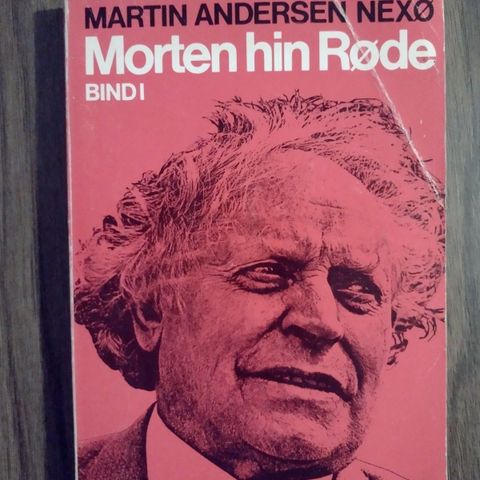 MARTIN ANDERSEN NEXØ
Morten hin Røde
BIND I